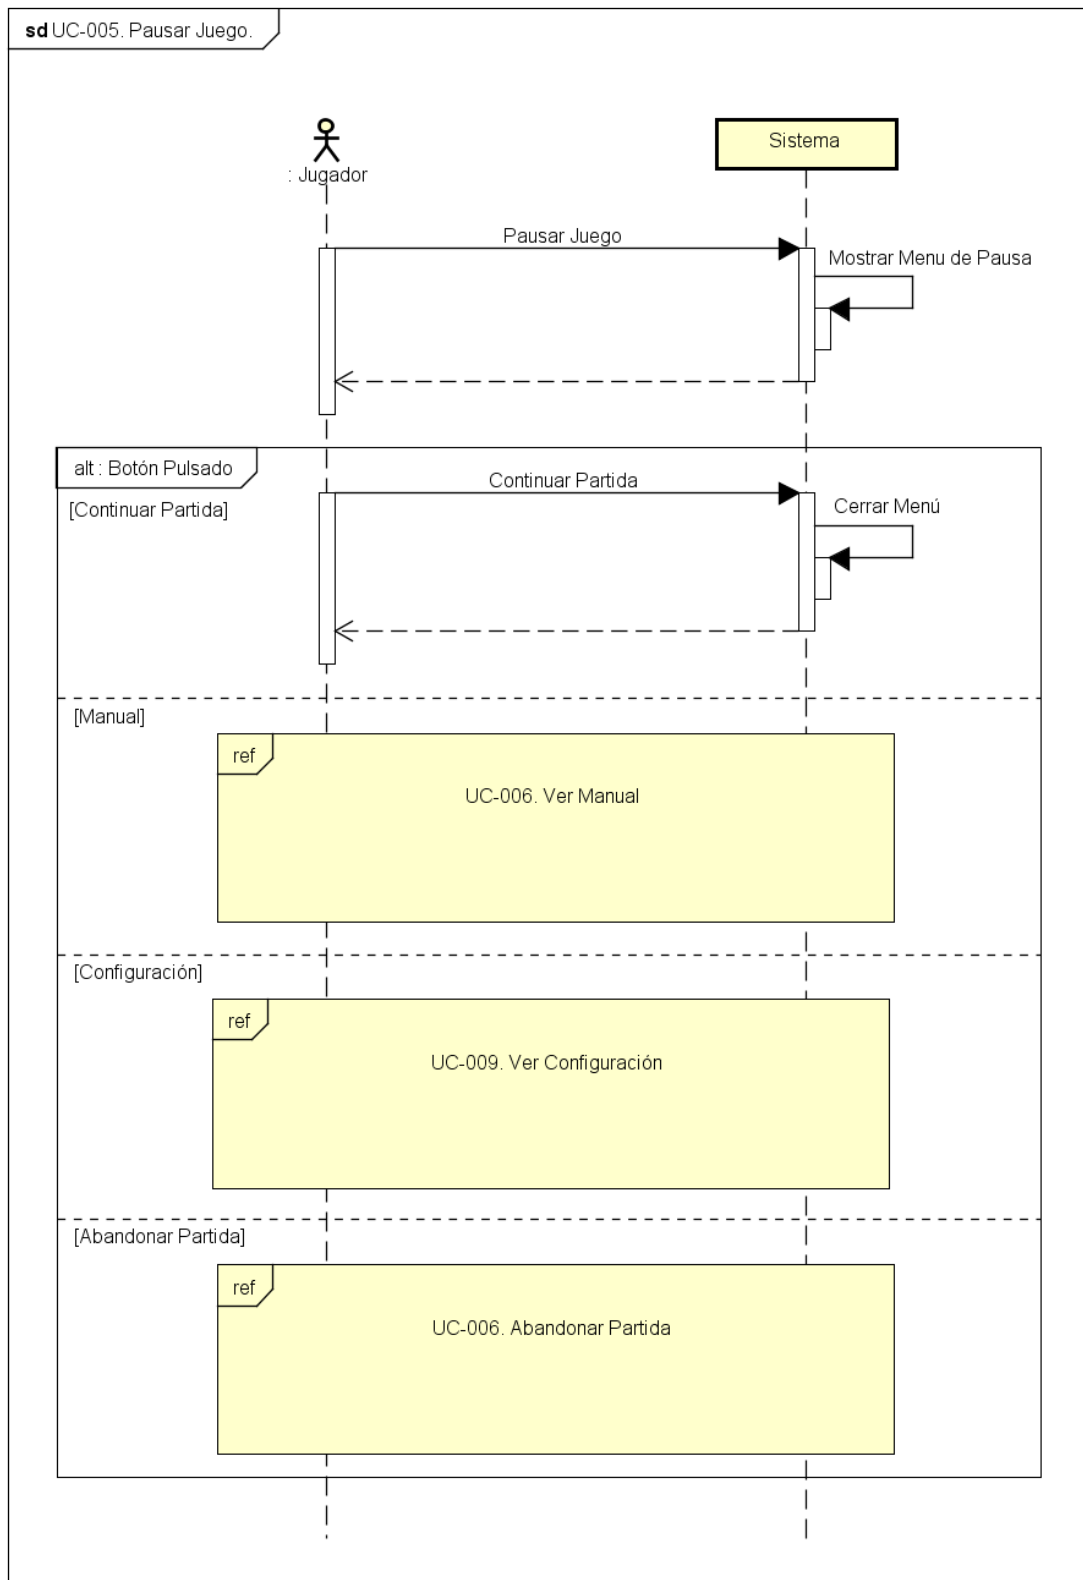 sd UC-005. Pausar Juego.
: Jugador
Sistema
Pausar Juego
Mostrar Menu de Pausa
alt : Botón Pulsado
[Continuar Partida]
Continuar Partida
Cerrar Menú
[Manual]
ref
UC-006. Ver Manual
[Configuración]
ref
UC-009. Ver Configuración
[Abandonar Partida]
ref
UC-006. Abandonar Partida